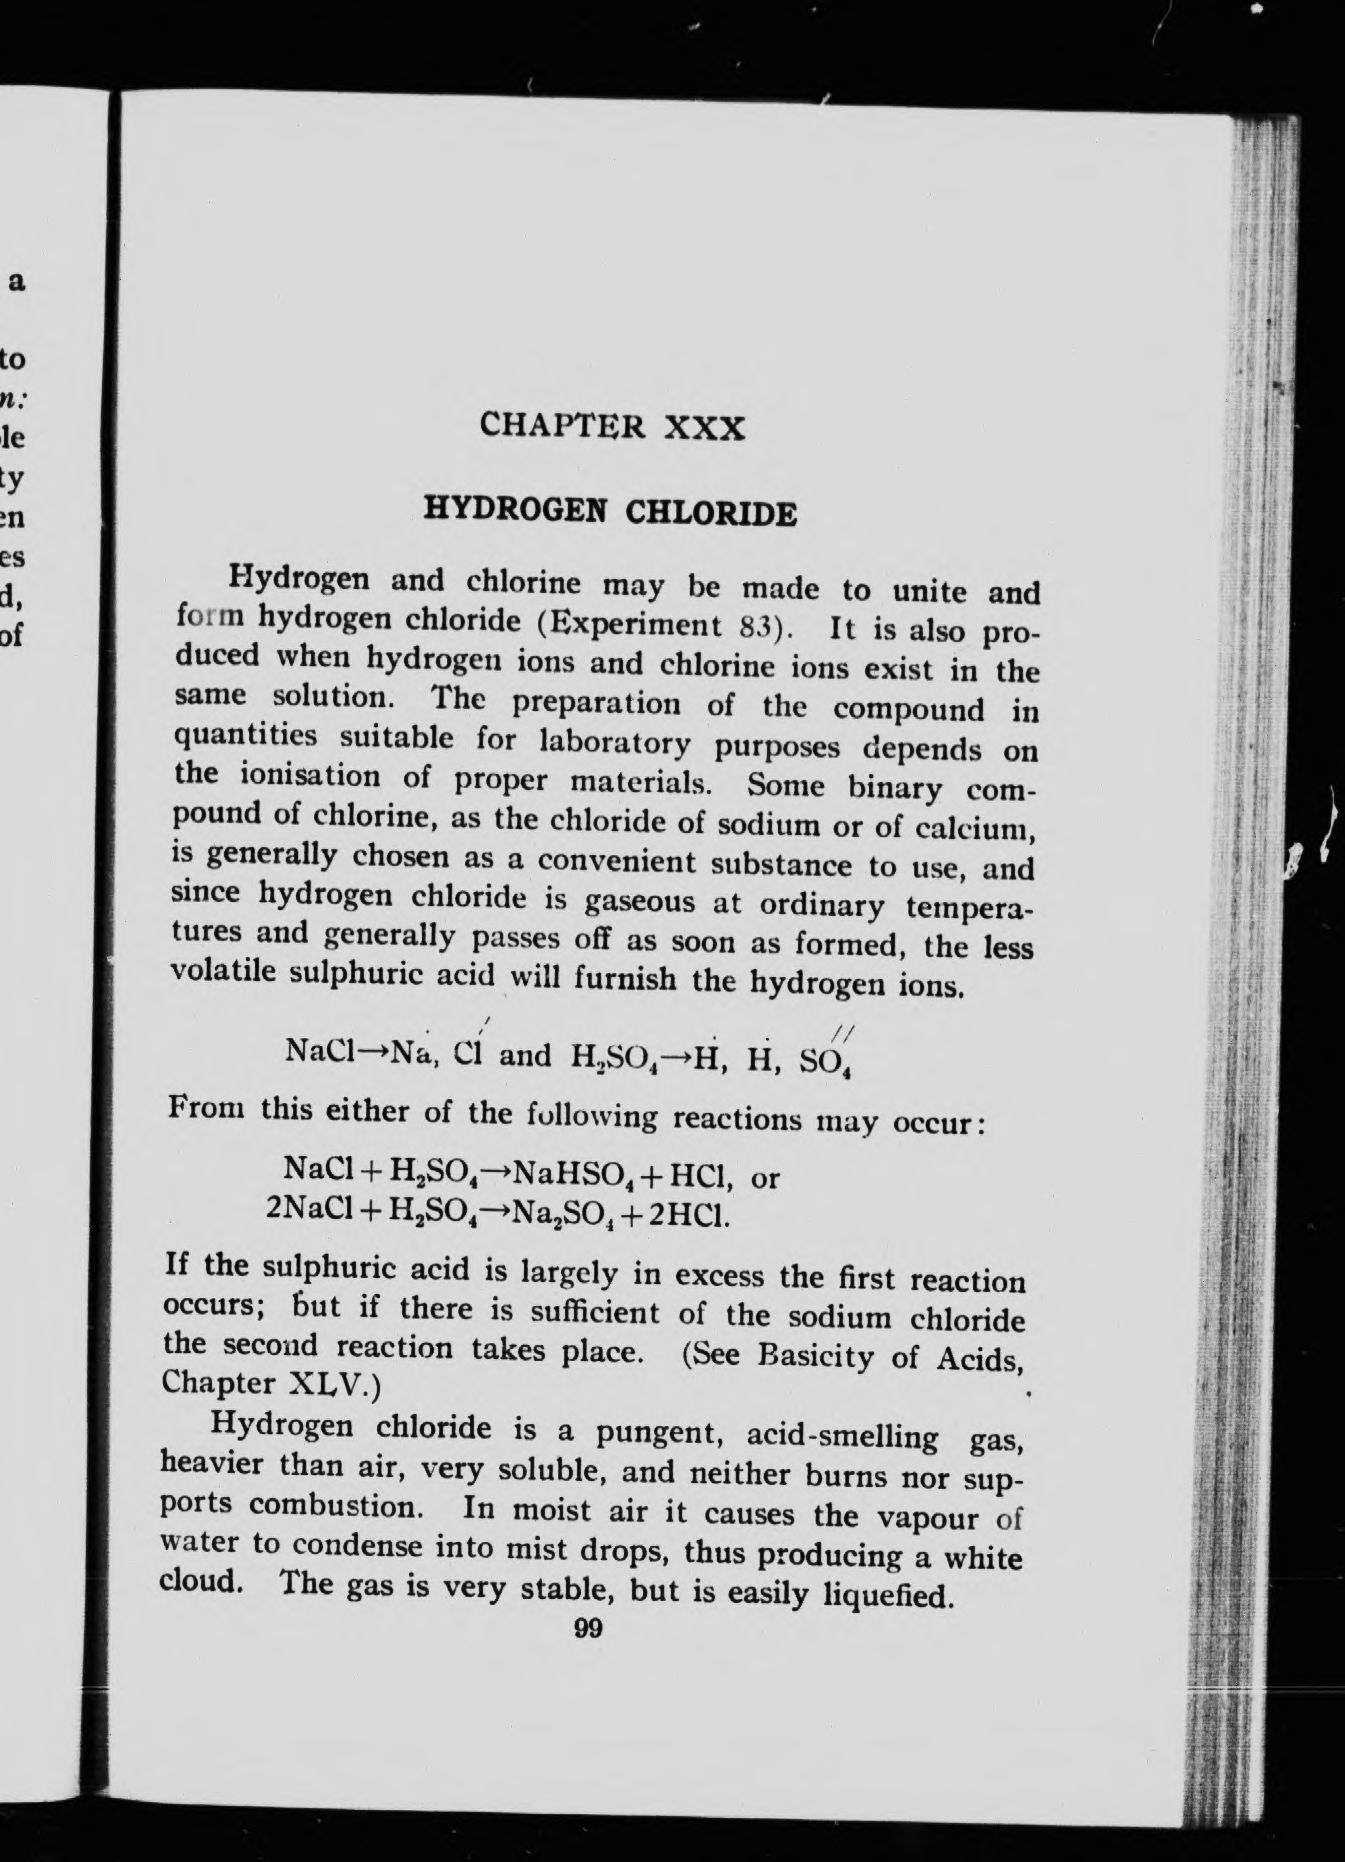 a
to
n:
le
ty
en
es
d,
of
CHAPTER XXX
HYDROGEN CHLORIDE
Hydrogen and chlorine may be made to unite and
form hydrogen chloride (Experiment 83). It is also pro-
duced when hydrogen ions and chlorine ions exist in the
same solution. The preparation of the compound in
quantities suitable for laboratory purposes depends on
the ionisation of proper materials. Some binary com-
pound of chlorine, as the chloride of sodium or of calcium,
is generally chosen as a convenient substance to use, and
since hydrogen chloride is gaseous at ordinary tempera-
tures and generally passes off as soon as formed, the less
volatile sulphuric acid will furnish the hydrogen ions.
NaCl→Nȧ, Cl′ and H₂SO₄→Ḣ, Ḣ, SO₄″
From this either of the following reactions may occur:
NaCl + H₂SO₄→NaHSO₄ + HCl, or
2NaCl + H₂SO₄→Na₂SO₄ + 2HCl.
If the sulphuric acid is largely in excess the first reaction
occurs; but if there is sufficient of the sodium chloride
the second reaction takes place. (See Basicity of Acids,
Chapter XLV.)
Hydrogen chloride is a pungent, acid-smelling gas,
heavier than air, very soluble, and neither burns nor sup-
ports combustion. In moist air it causes the vapour of
water to condense into mist drops, thus producing a white
cloud. The gas is very stable, but is easily liquefied.
99